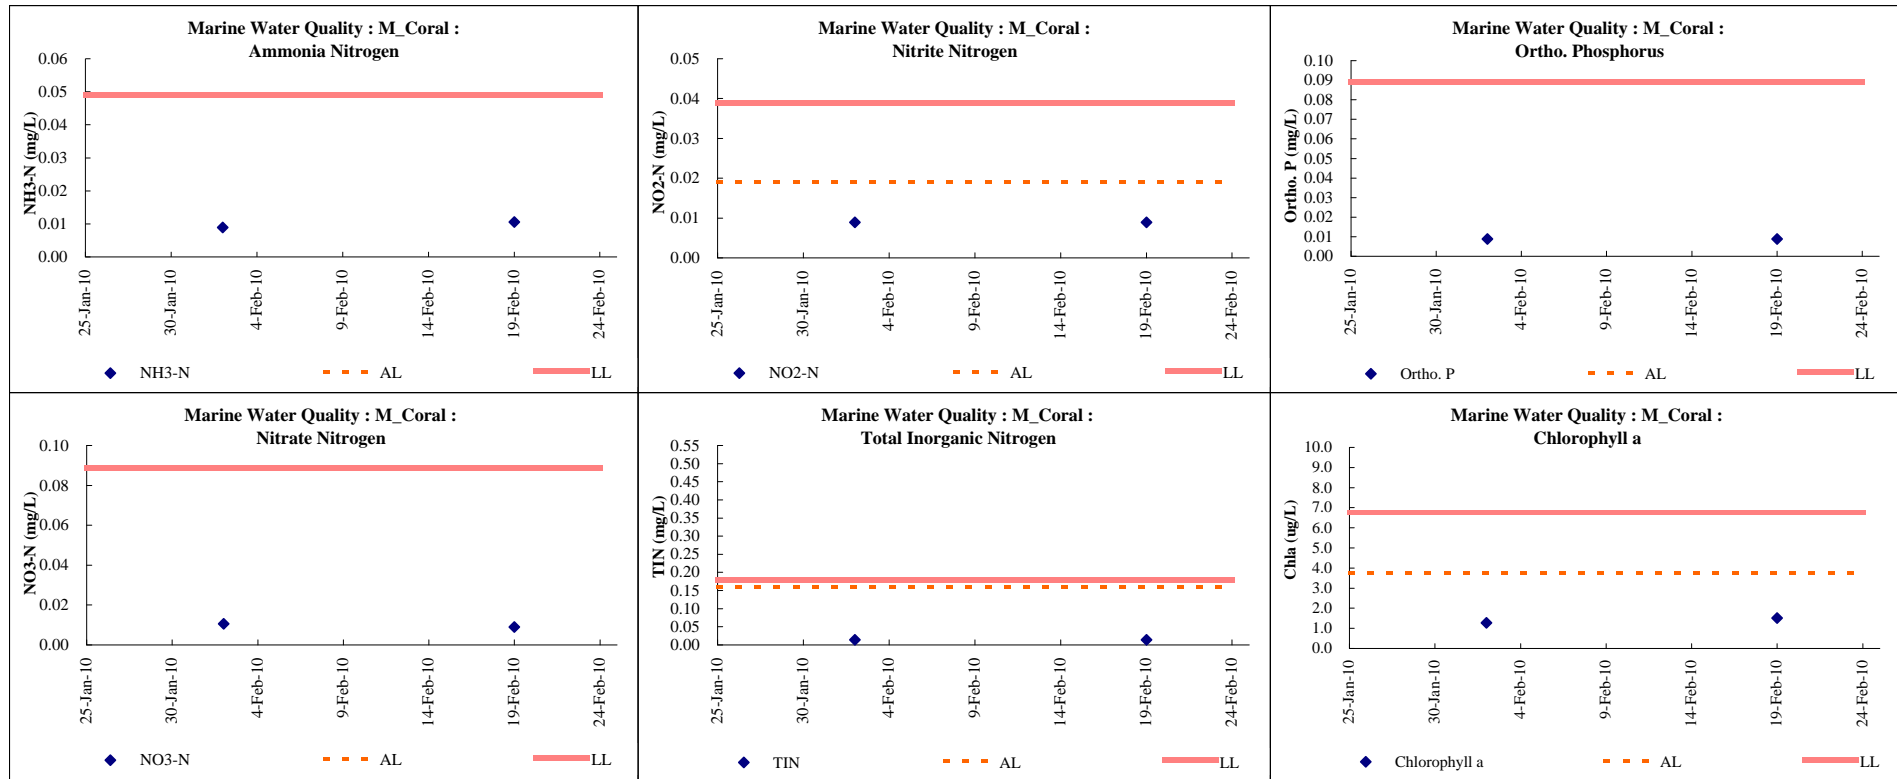 Marine Water Quality : M_Coral :
Ammonia Nitrogen
0.06
0.05
0.04
0.03
0.02
0.01
0.00
NH3-N (mg/L)
25-Jan-10
30-Jan-10
4-Feb-10
9-Feb-10
14-Feb-10
19-Feb-10
24-Feb-10
NH3-N AL LL
Marine Water Quality : M_Coral :
Nitrite Nitrogen
0.05
0.04
0.03
0.02
0.01
0.00
NO2-N (mg/L)
25-Jan-10
30-Jan-10
4-Feb-10
9-Feb-10
14-Feb-10
19-Feb-10
24-Feb-10
NO2-N AL LL
Marine Water Quality : M_Coral :
Ortho. Phosphorus
0.10
0.09
0.08
0.07
0.06
0.05
0.04
0.03
0.02
0.01
0.00
Ortho. P (mg/L)
25-Jan-10
30-Jan-10
4-Feb-10
9-Feb-10
14-Feb-10
19-Feb-10
24-Feb-10
Ortho. P AL LL
Marine Water Quality : M_Coral :
Nitrate Nitrogen
0.10
0.08
0.06
0.04
0.02
0.00
NO3-N (mg/L)
25-Jan-10
30-Jan-10
4-Feb-10
9-Feb-10
14-Feb-10
19-Feb-10
24-Feb-10
NO3-N AL LL
Marine Water Quality : M_Coral :
Total Inorganic Nitrogen
0.55
0.50
0.45
0.40
0.35
0.30
0.25
0.20
0.15
0.10
0.05
0.00
TIN (mg/L)
25-Jan-10
30-Jan-10
4-Feb-10
9-Feb-10
14-Feb-10
19-Feb-10
24-Feb-10
TIN AL LL
Marine Water Quality : M_Coral :
Chlorophyll a
10.0
9.0
8.0
7.0
6.0
5.0
4.0
3.0
2.0
1.0
0.0
Chla (ug/L)
25-Jan-10
30-Jan-10
4-Feb-10
9-Feb-10
14-Feb-10
19-Feb-10
24-Feb-10
Chlorophyll a AL LL